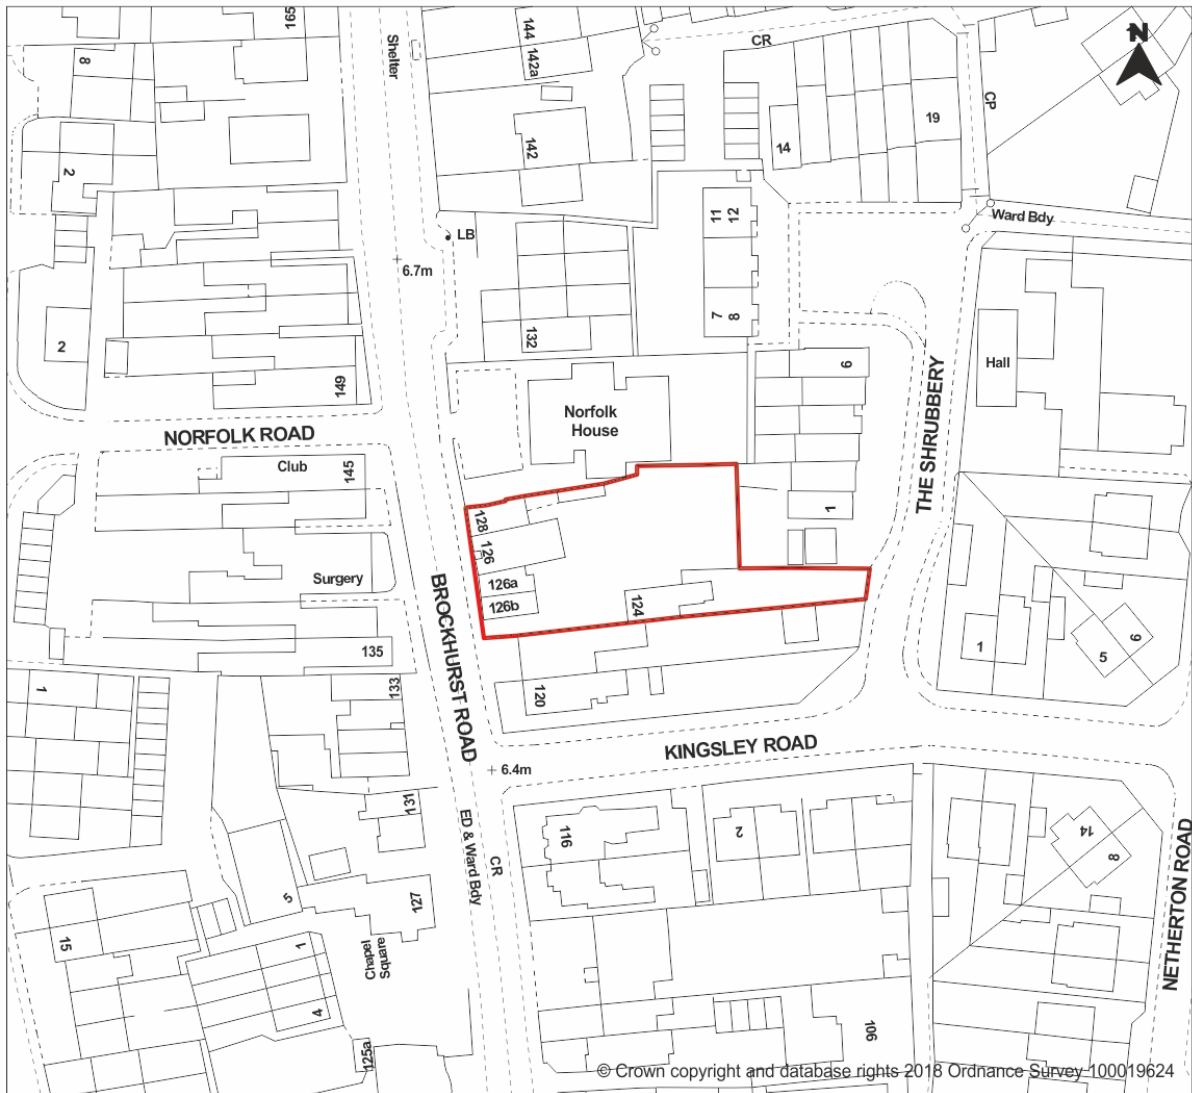 165
8
Shelter
144
142a
142
CR
N
CP
14
19
2
LB
6.7m
11
12
Ward Bdy
7
8
132
2
149
9
Hall
THE SHRUBBERY
Norfolk
House
NORFOLK ROAD
Club
145
128
126
126a
126b
124
1
Surgery
BROCKHURST ROAD
135
1
5
6
133
1
120
KINGSLEY ROAD
6.4m
131
ED & Ward Bdy
CR
116
2
14
8
NETHERTON ROAD
5
127
15
1
Chapel
Square
4
125a
106
© Crown copyright and database rights 2018 Ordnance Survey 100019624